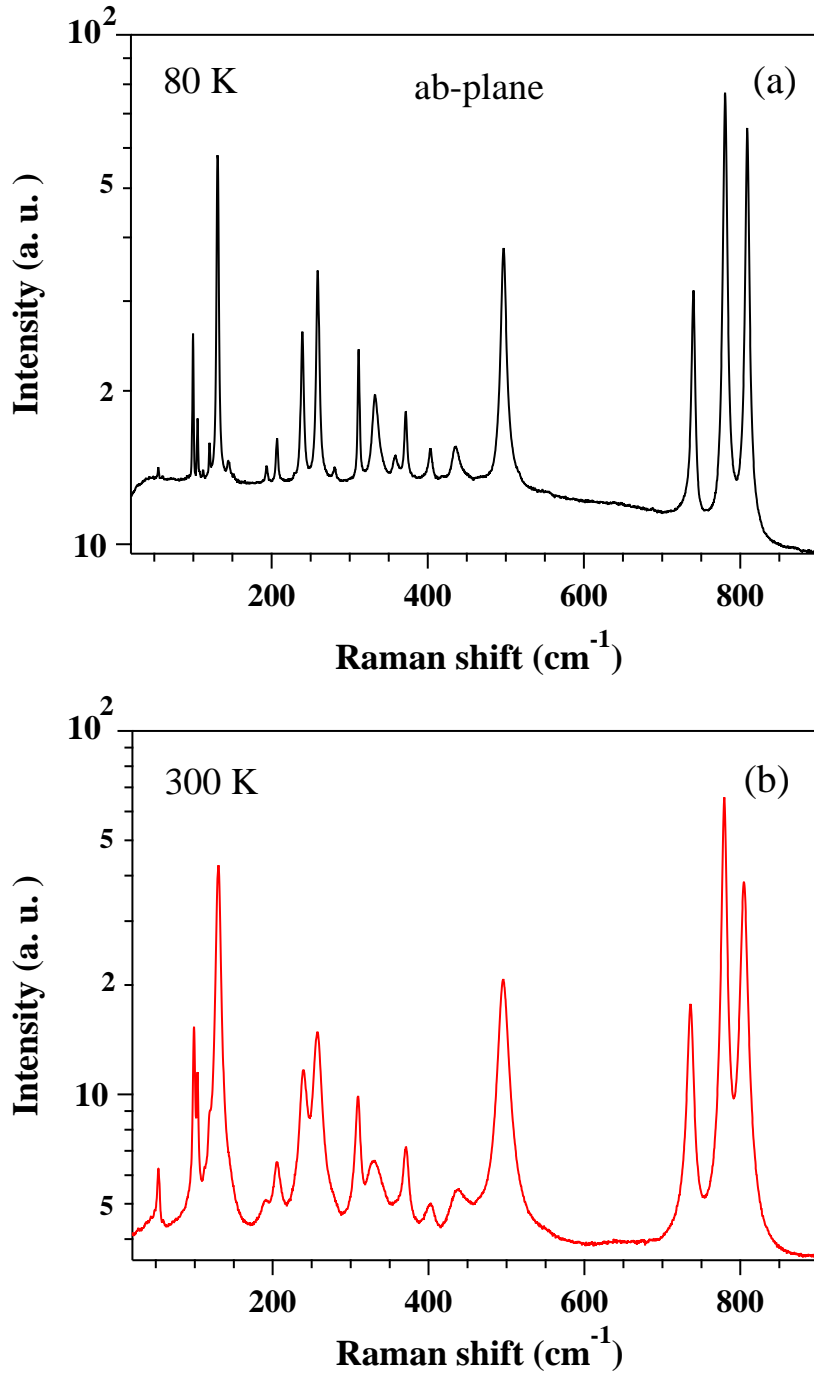 10²
80 K
ab-plane
(a)
5
2
10
Intensity (a. u. )
200
400
600
800
Raman shift (cm⁻¹)
10²
300 K
(b)
5
2
10
5
Intensity (a. u. )
200
400
600
800
Raman shift (cm⁻¹)